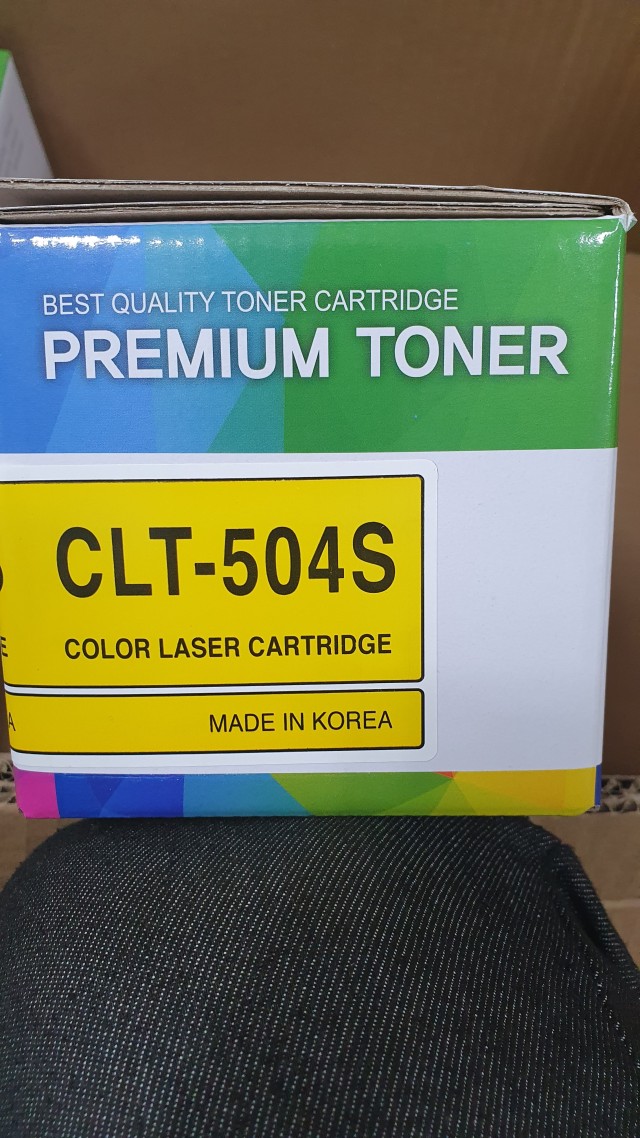 BEST QUALITY TONER CARTRIDGE
PREMIUM TONER
CLT-504S
COLOR LASER CARTRIDGE
MADE IN KOREA